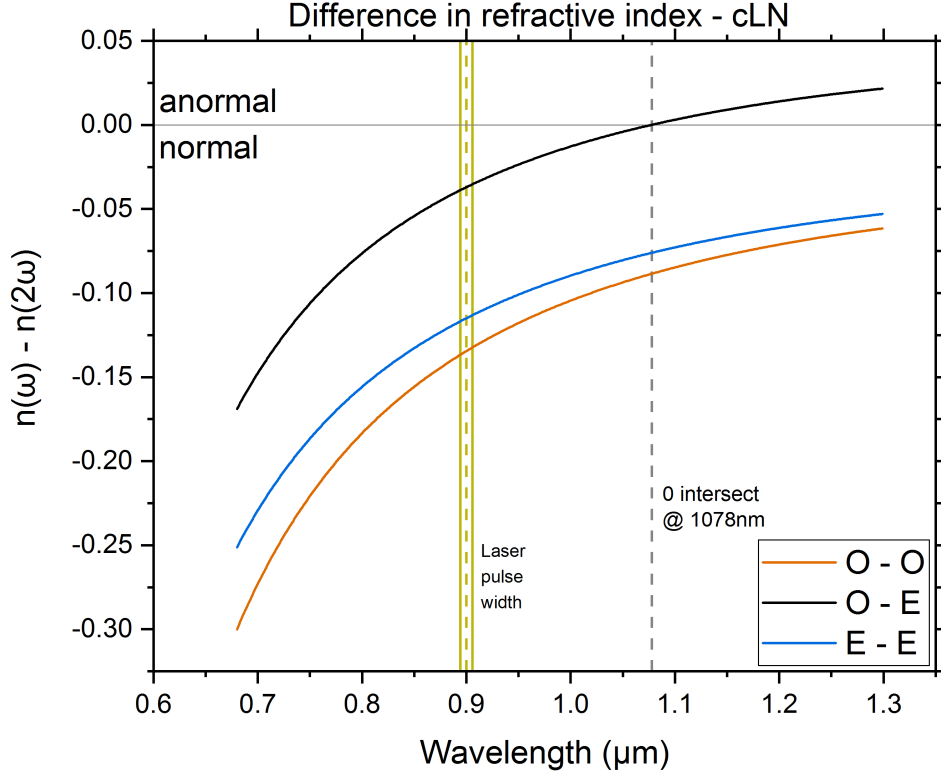 Difference in refractive index - cLN
0.05
0.00
-0.05
-0.10
-0.15
-0.20
-0.25
-0.30
n(ω) - n(2ω)
anormal
normal
0 intersect
@ 1078nm
Laser
pulse
width
O - O
O - E
E - E
0.6 0.7 0.8 0.9 1.0 1.1 1.2 1.3
Wavelength (µm)